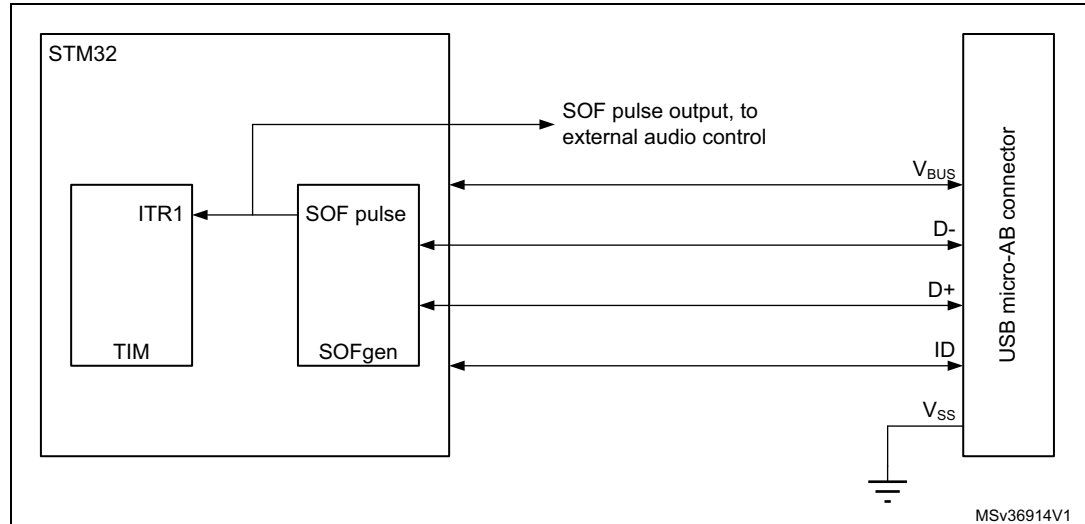 STM32
SOF pulse output, to
external audio control
VBUS
ITR1
SOF pulse
D-
D+
TIM
SOFgen
ID
VSS
USB micro-AB connector
MSv36914V1